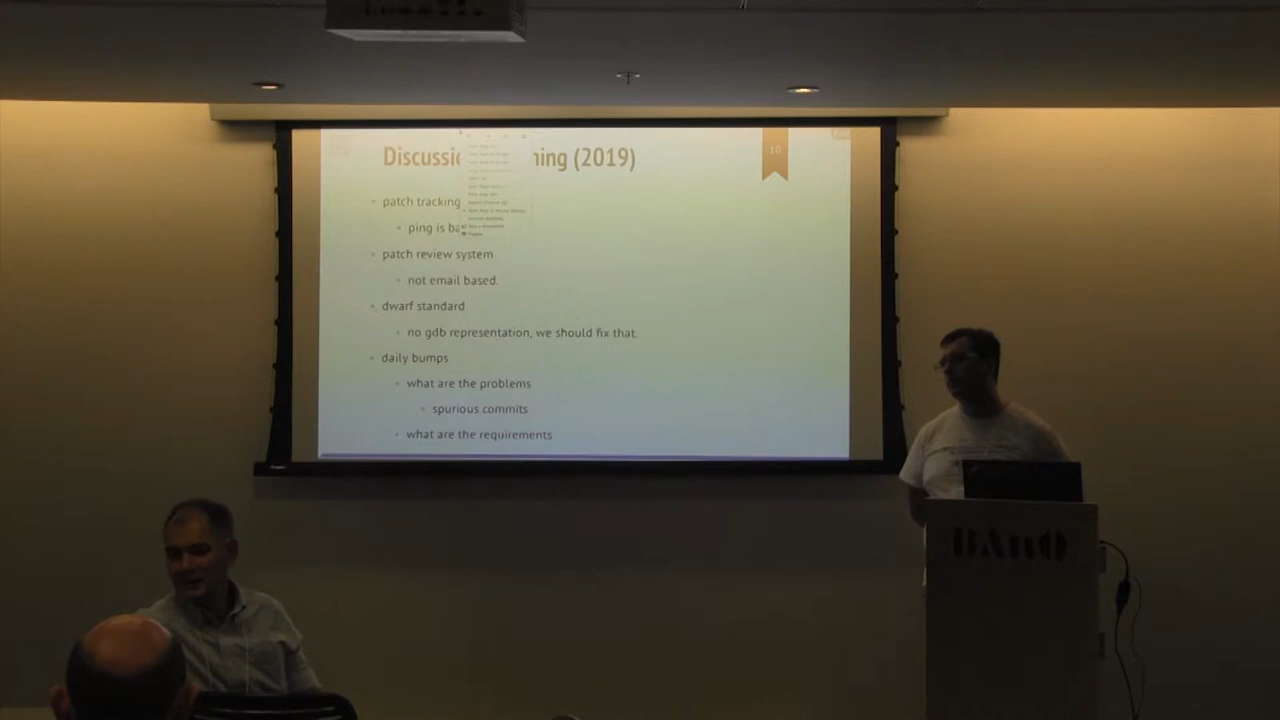 Discussi ning (2019)
10
patch tracking
ping is ba
patch review system
not email based.
dwarf standard
no gdb representation, we should fix that.
daily bumps
what are the problems
spurious commits
what are the requirements
BAnQ